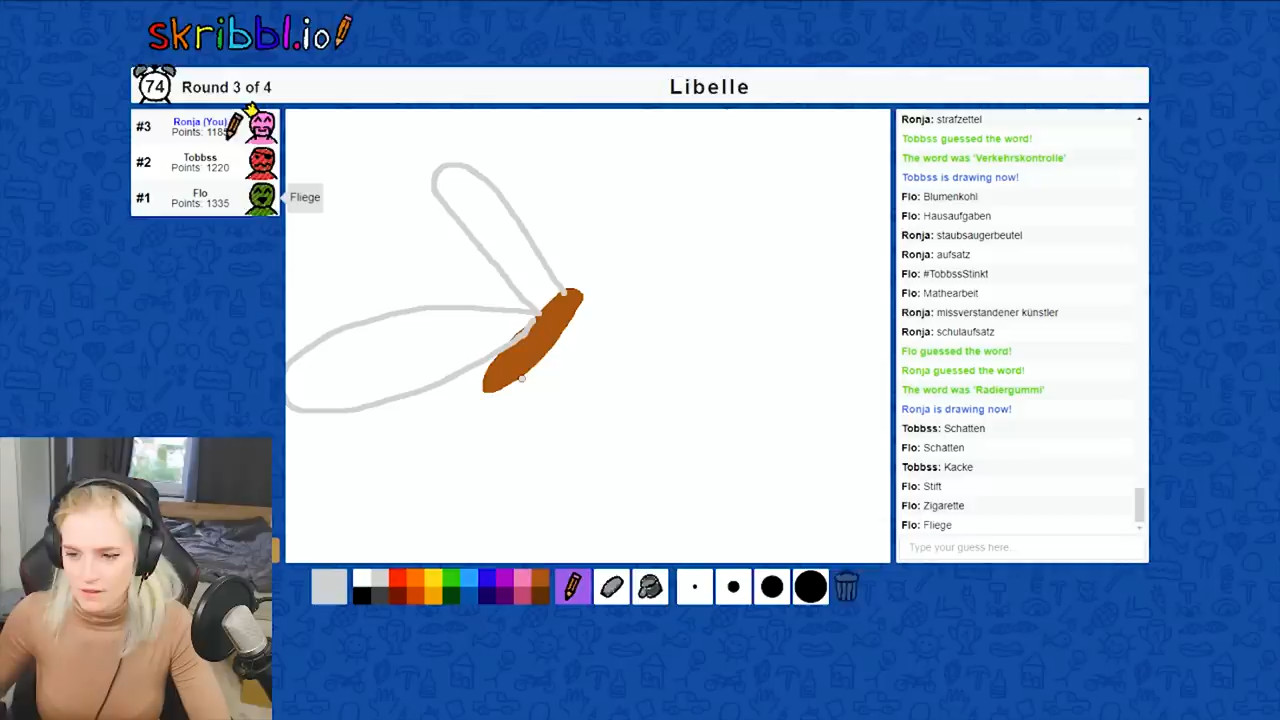 skribbl.io
74
Round 3 of 4
Libelle
#3
Ronja (You)
Points: 1185
#2
Tobbss
Points: 1220
#1
Flo
Points: 1335
Fliege
Ronja: strafzettel
Tobbss guessed the word!
The word was 'Verkehrskontrolle'
Tobbss is drawing now!
Flo: Blumenkohl
Flo: Hausaufgaben
Ronja: staubsaugerbeutel
Ronja: aufsatz
Flo: #TobbssStinkt
Flo: Mathearbeit
Ronja: missverstandener künstler
Ronja: schulaufsatz
Flo guessed the word!
Ronja guessed the word!
The word was 'Radiergummi'
Ronja is drawing now!
Tobbss: Schatten
Flo: Schatten
Tobbss: Kacke
Flo: Stift
Flo: Zigarette
Flo: Fliege
Type your guess here...